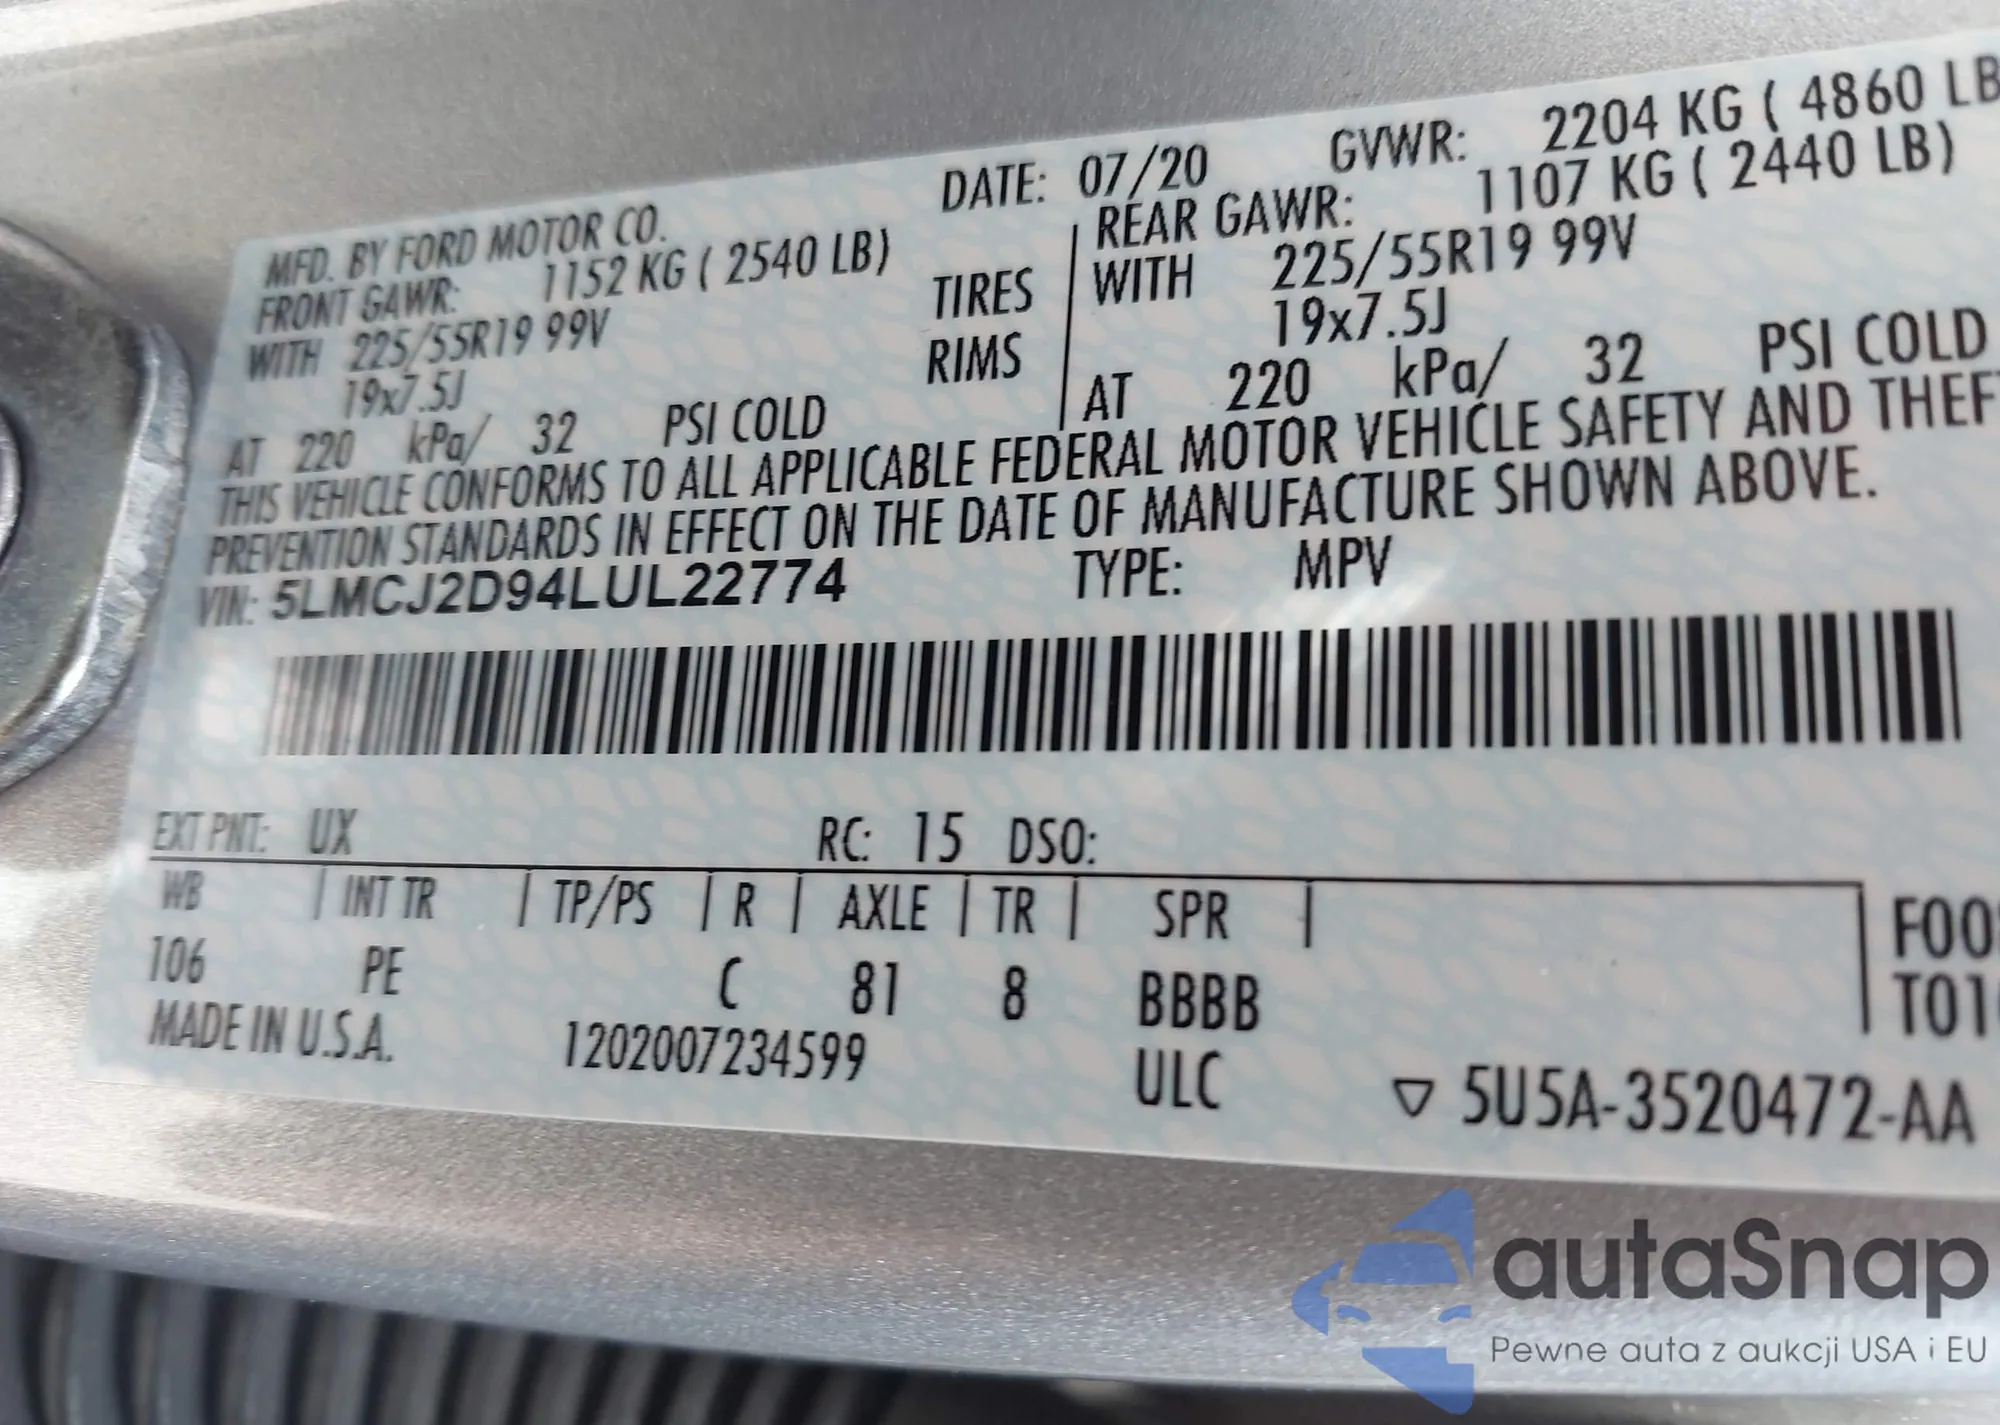 MFD. BY FORD MOTOR CO. DATE: 07/20 GVWR: 2204 KG ( 4860 LB
FRONT GAWR: 1152 KG ( 2540 LB) REAR GAWR: 1107 KG ( 2440 LB)
WITH 225/55R19 99V TIRES WITH 225/55R19 99V
19x7.5J RIMS 19x7.5J
AT 220 kPa/ 32 PSI COLD AT 220 kPa/ 32 PSI COLD
THIS VEHICLE CONFORMS TO ALL APPLICABLE FEDERAL MOTOR VEHICLE SAFETY AND THEF
PREVENTION STANDARDS IN EFFECT ON THE DATE OF MANUFACTURE SHOWN ABOVE.
VIN: 5LMCJ2D94LUL22774 TYPE: MPV
EXT PNT: UX RC: 15 DSO:
WB | INT TR | TP/PS | R | AXLE | TR | SPR |
106 PE C 81 8 BBBB
MADE IN U.S.A. 1202007234599 ULC ▽ 5U5A-3520472-AA
F00
T01
autaSnap
Pewne auta z aukcji USA i EU